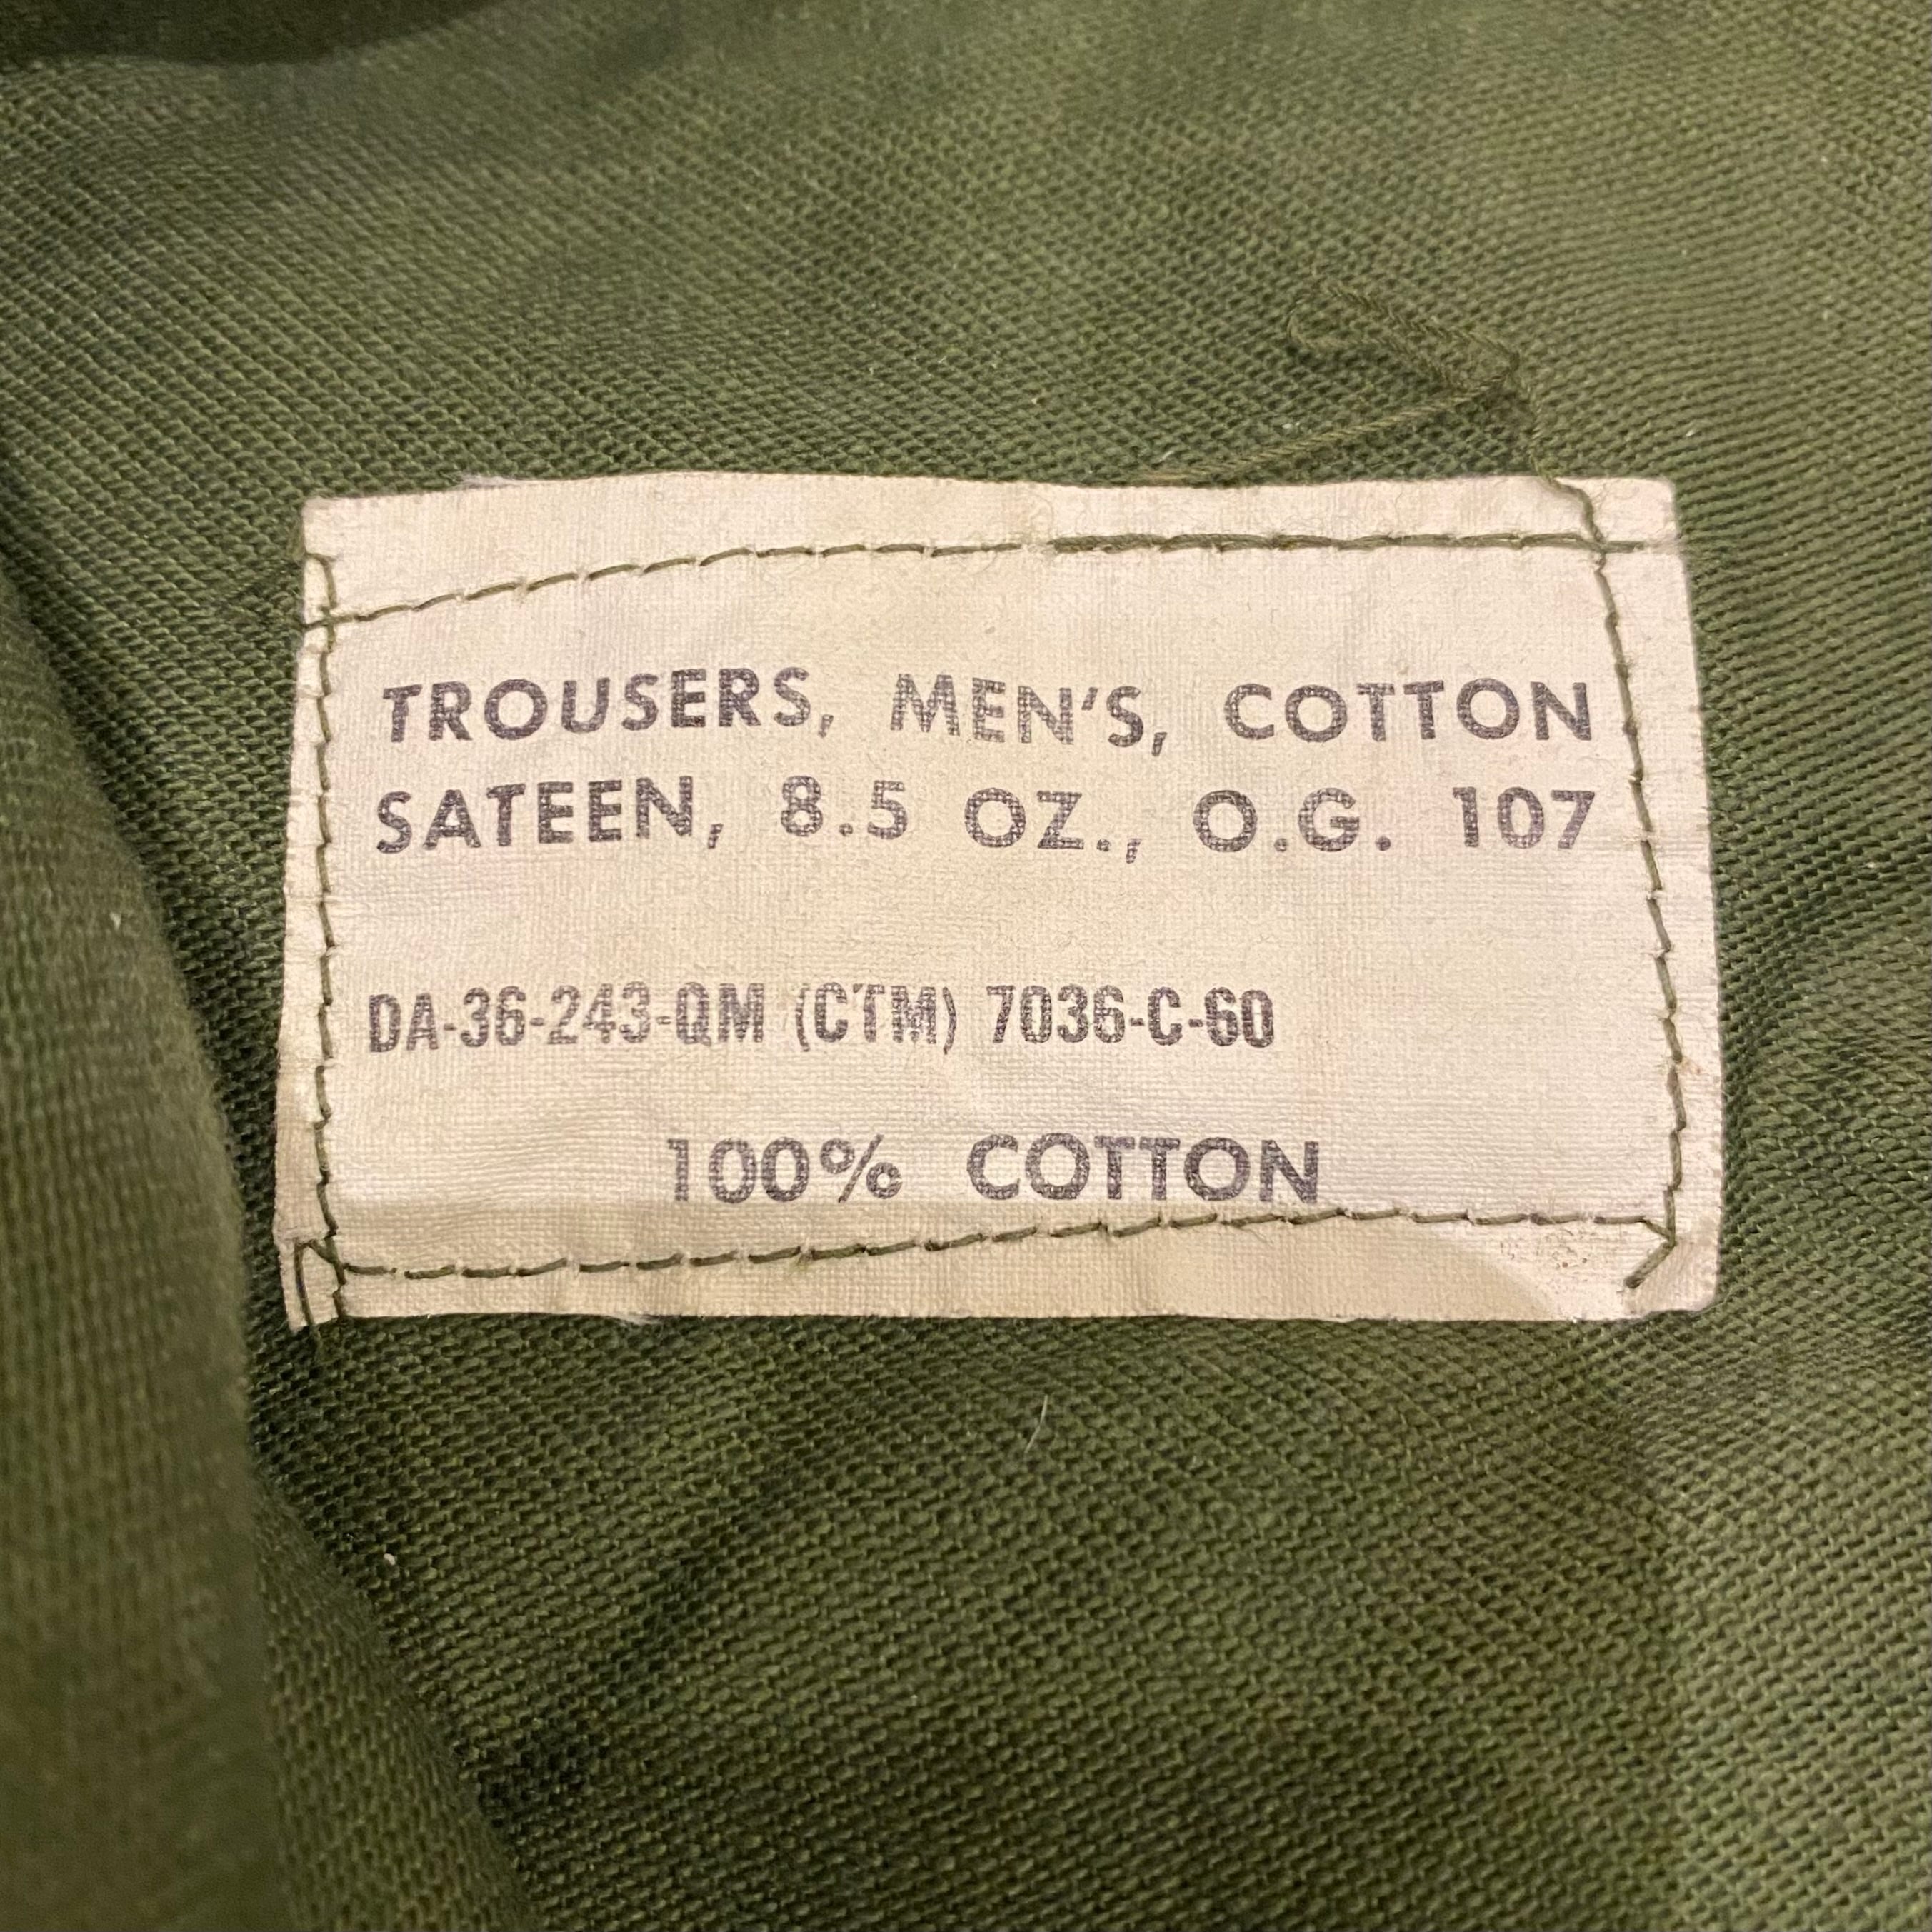 TROUSERS, MEN'S, COTTON
SATEEN, 8.5 OZ., O.G. 107
DA-36-243-QM (CTM) 7036-C-60
100% COTTON